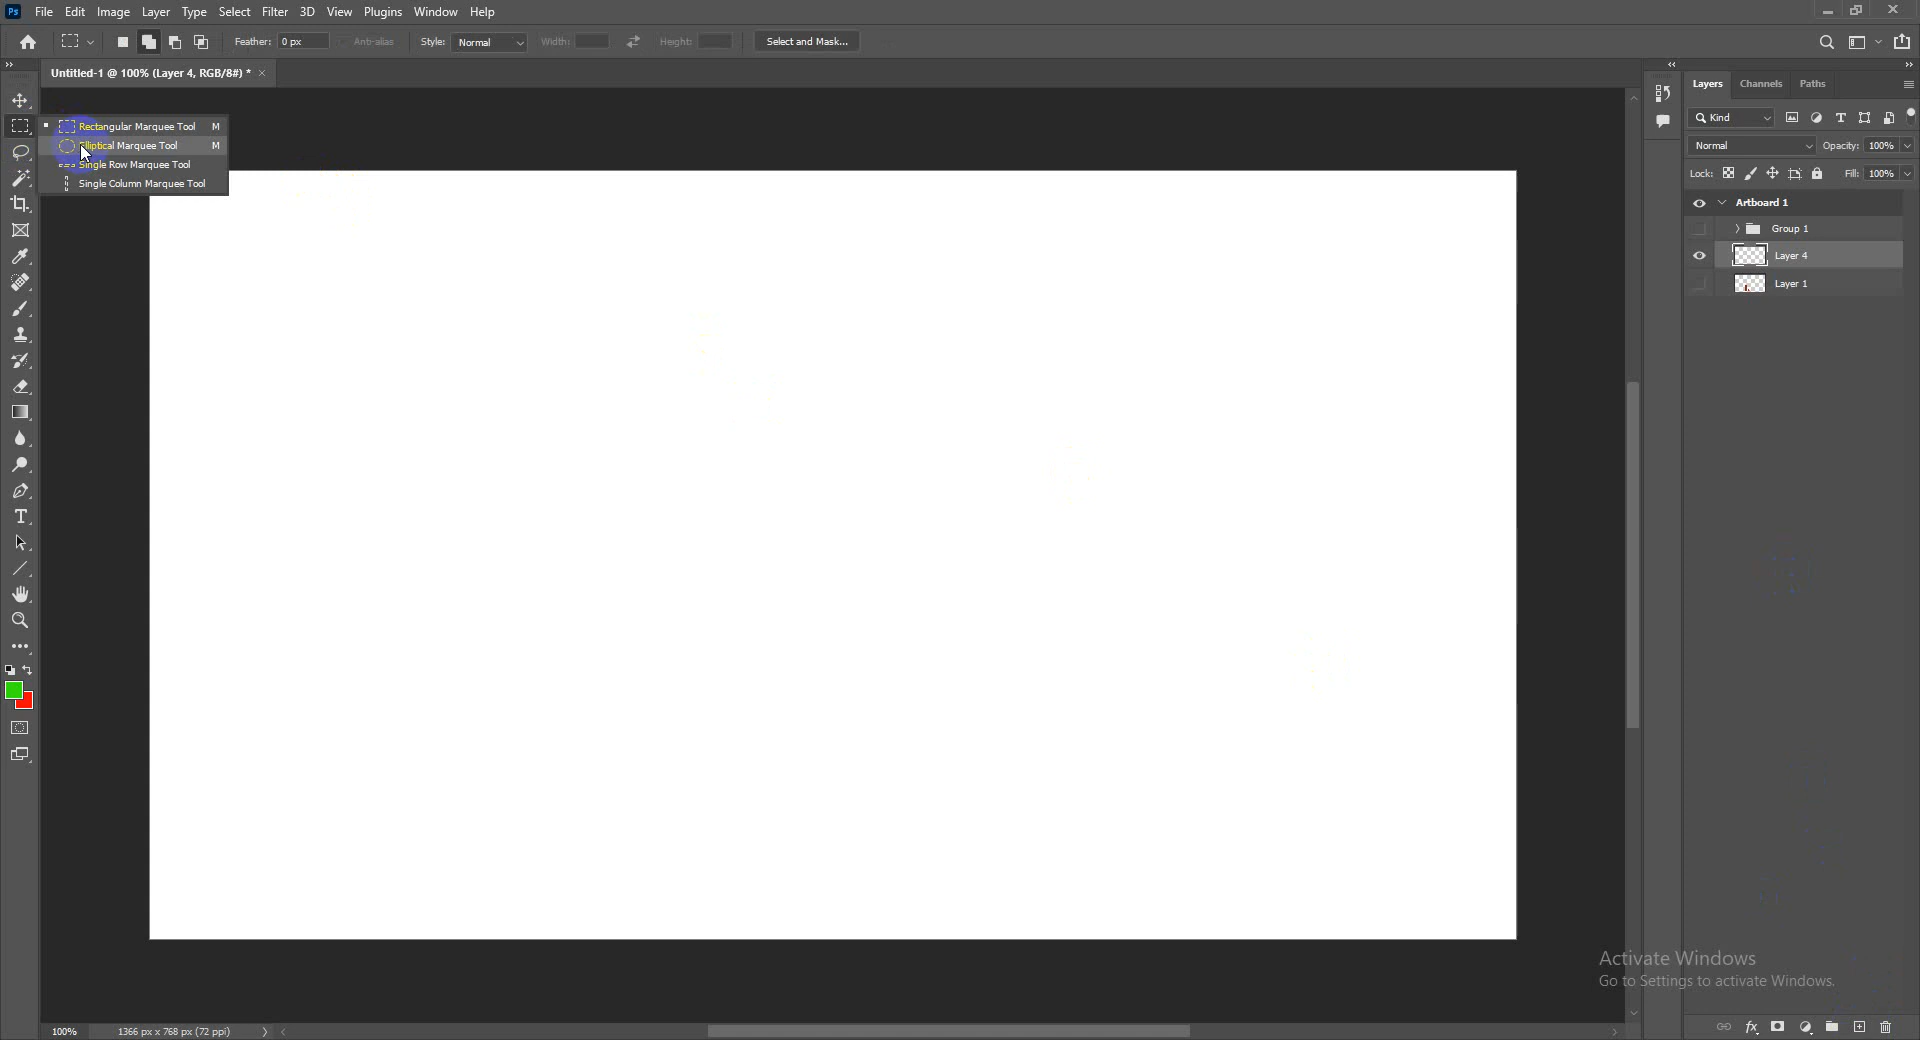 Ps File Edit Image Layer Type Select Filter 3D View Plugins Window Help
Feather: 0 px Anti-alias Style: Normal Width: Height: Select and Mask...
Untitled-1 @ 100% (Layer 4, RGB/8#) *
Layers Channels Paths
Rectangular Marquee Tool M
Elliptical Marquee Tool M
Single Row Marquee Tool
Single Column Marquee Tool
Kind
Normal Opacity: 100%
Lock: Fill: 100%
Artboard 1
Group 1
Layer 4
Layer 1
Activate Windows
Go to Settings to activate Windows.
100% 1366 px x 768 px (72 ppi)